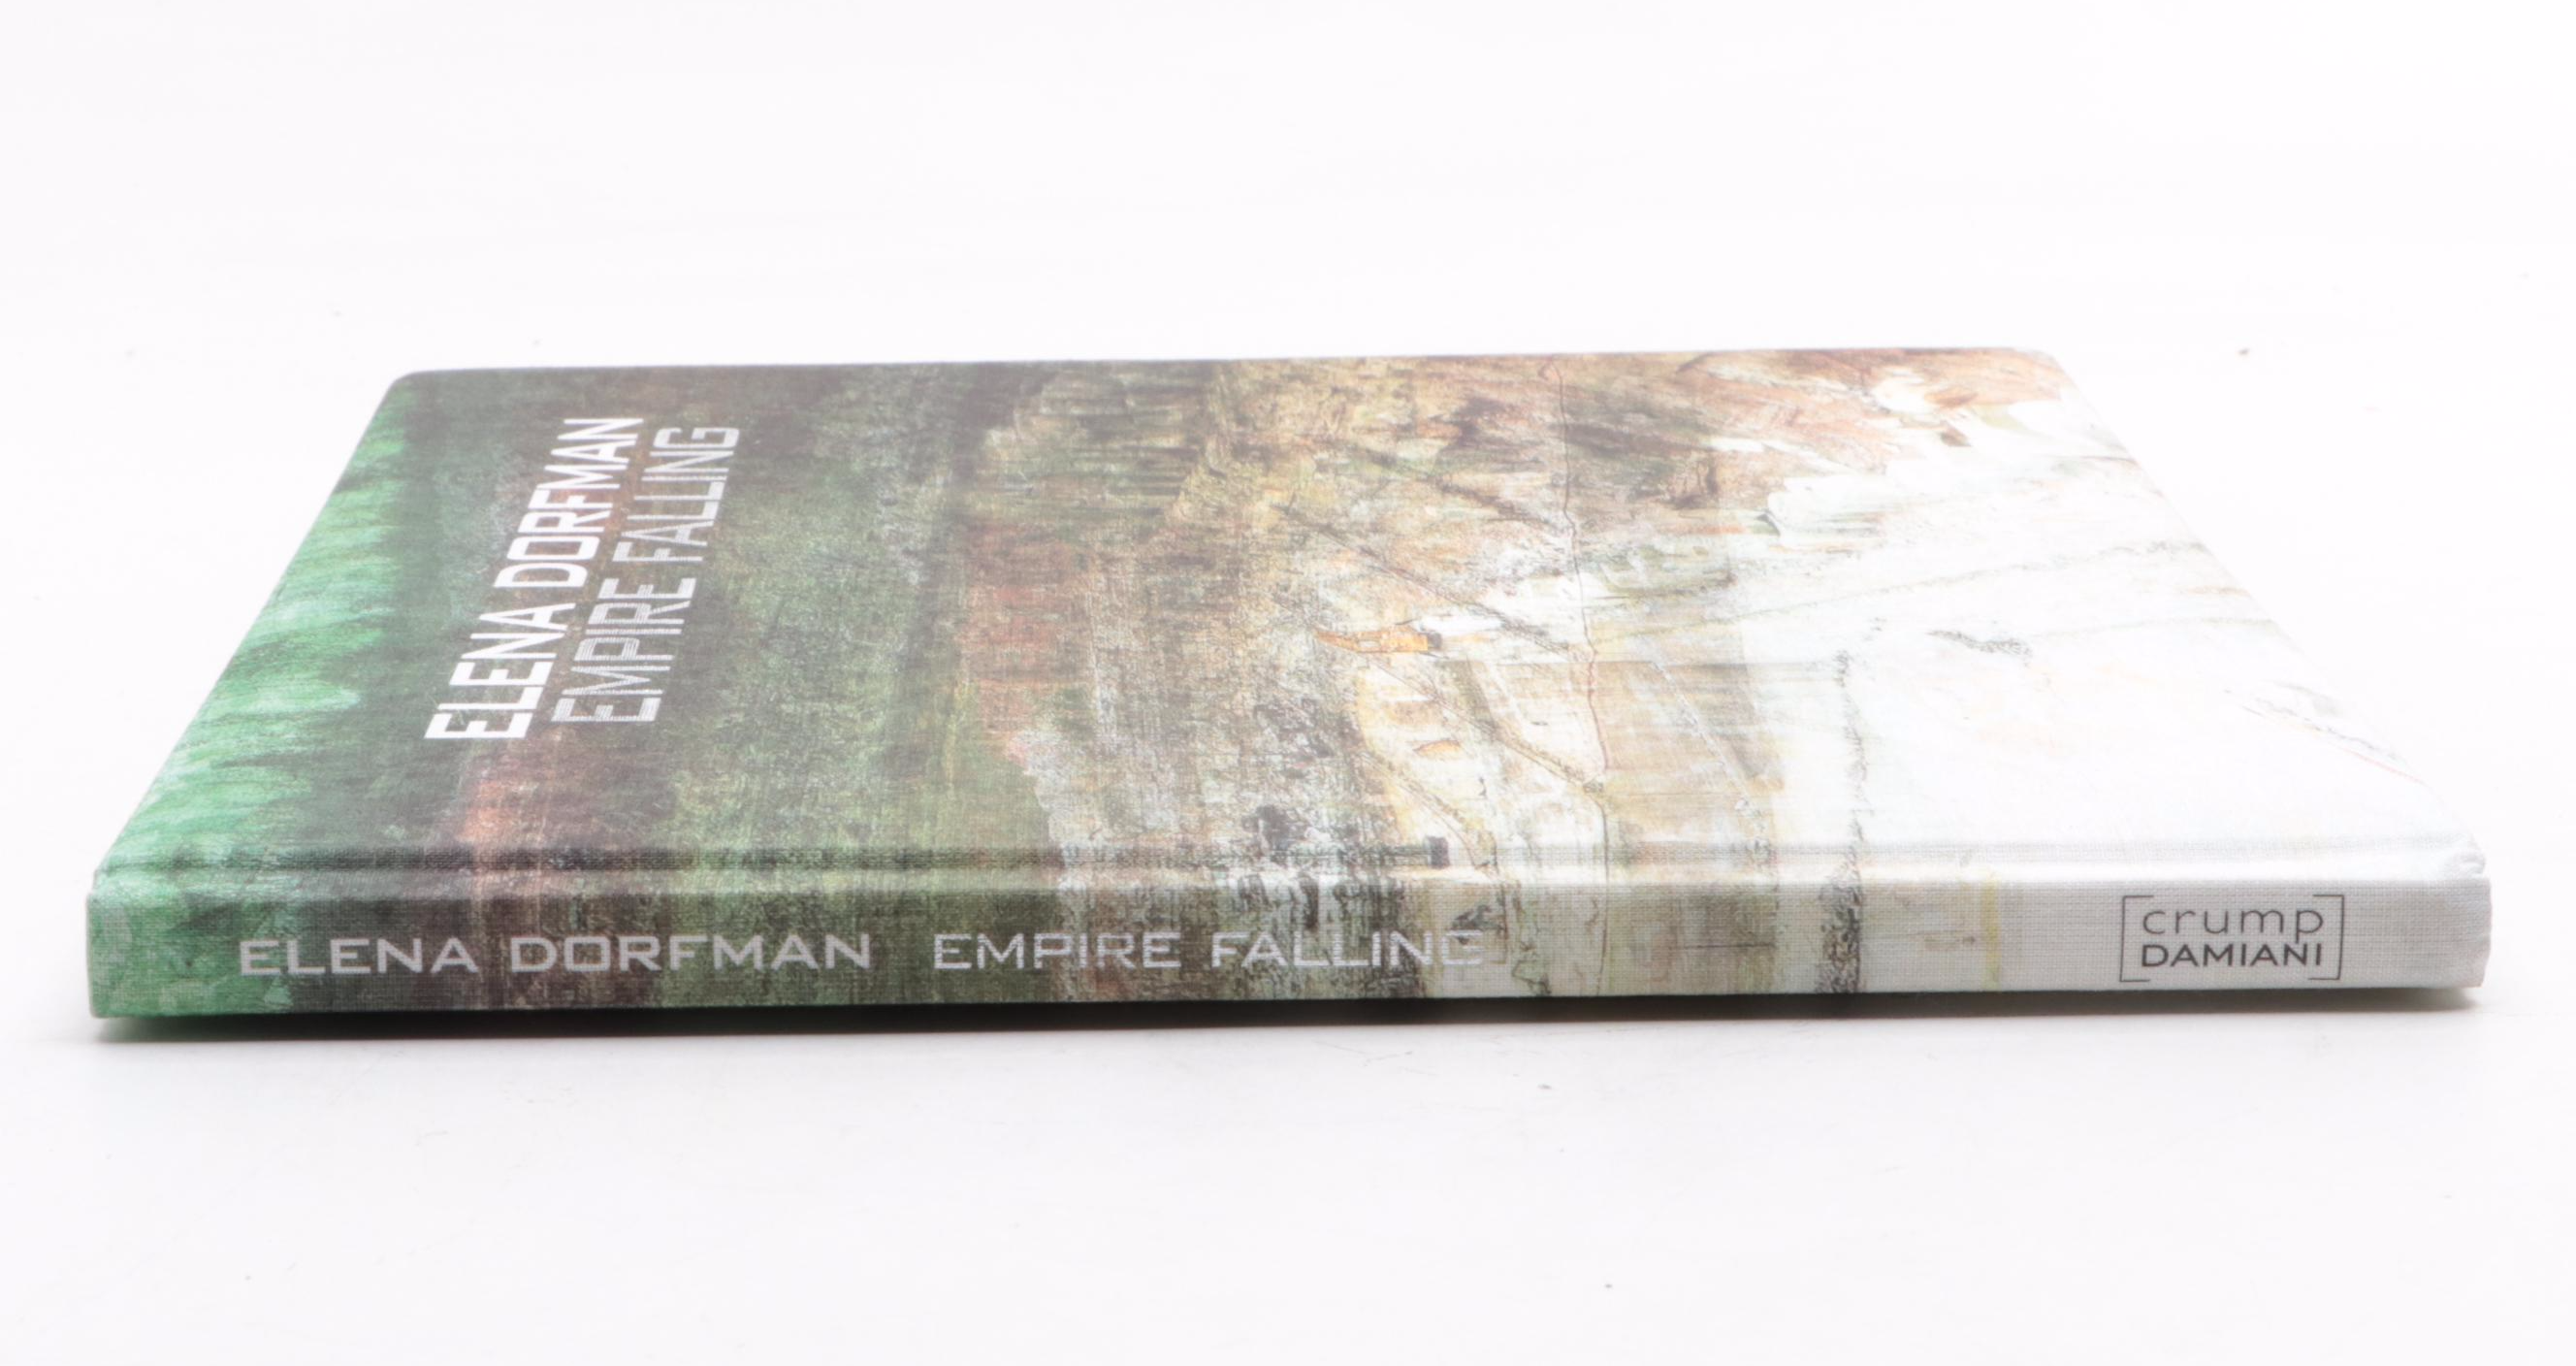 ELENA DORFMAN
EMPIRE FALLING
ELENA DORFMAN EMPIRE FALLING
crump
DAMIANI